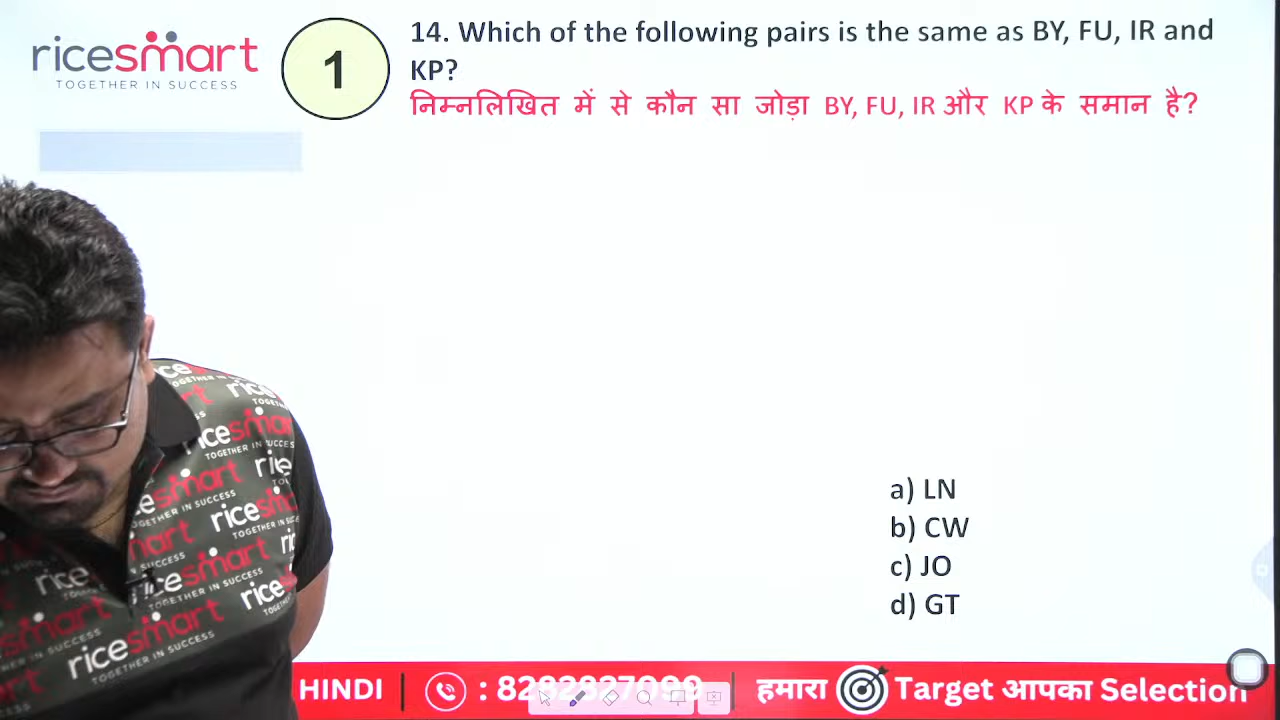 ricesmart
TOGETHER IN SUCCESS
1
14. Which of the following pairs is the same as BY, FU, IR and
KP?
निम्नलिखित में से कौन सा जोड़ा BY, FU, IR और KP के समान है?
a) LN
b) CW
c) JO
d) GT
HINDI
हमारा Target आपका Selection